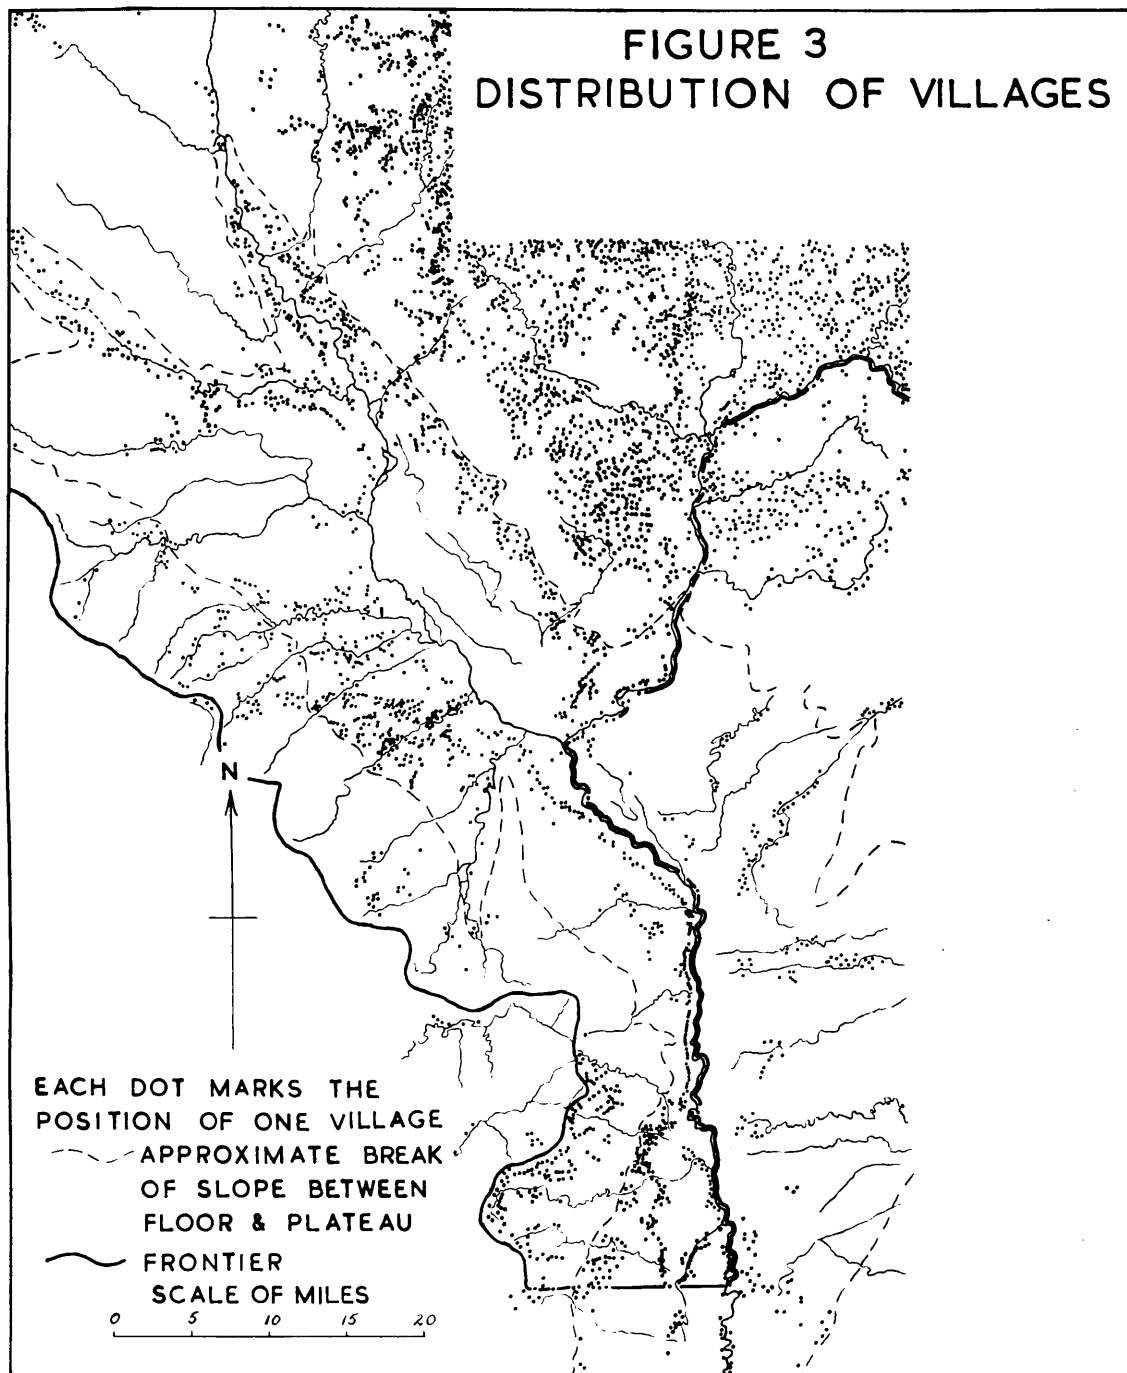 FIGURE 3
DISTRIBUTION OF VILLAGES
N
EACH DOT MARKS THE
POSITION OF ONE VILLAGE
APPROXIMATE BREAK
OF SLOPE BETWEEN
FLOOR & PLATEAU
FRONTIER
SCALE OF MILES
0 5 10 15 20